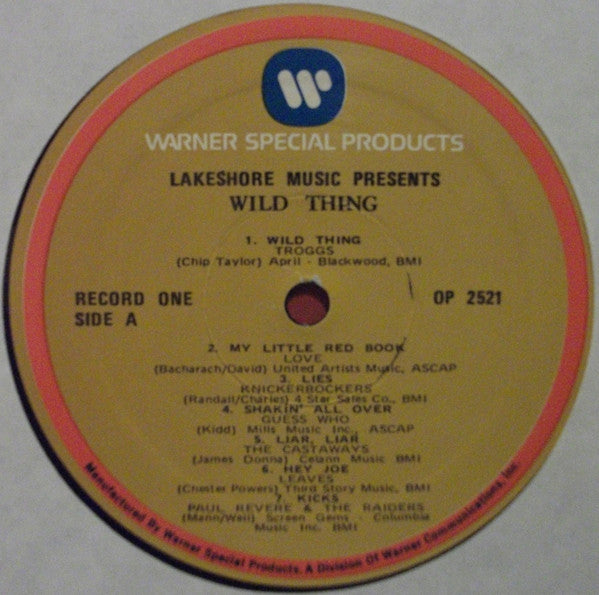 WARNER SPECIAL PRODUCTS
LAKESHORE MUSIC PRESENTS
WILD THING
1. WILD THING
TROGGS
(Chip Taylor) April - Blackwood, BMI
RECORD ONE
SIDE A
OP 2521
2. MY LITTLE RED BOOK
LOVE
(Bacharach/David) United Artists Music, ASCAP
3. LIES
KNICKERBOCKERS
(Randall/Charles) 4 Star Sales Co., BMI
4. SHAKIN' ALL OVER
GUESS WHO
(Kidd) Mills Music Inc., ASCAP
5. LIAR, LIAR
THE CASTAWAYS
(James Donna) Celann Music BMI
6. HEY JOE
LEAVES
(Chester Powers) Third Story Music, BMI
7. KICKS
PAUL REVERE & THE RAIDERS
(Mann/Weil) Screen Gems - Columbia
Music Inc. BMI
Manufactured By Warner Special Products, A Division Of Warner Communications, Inc.